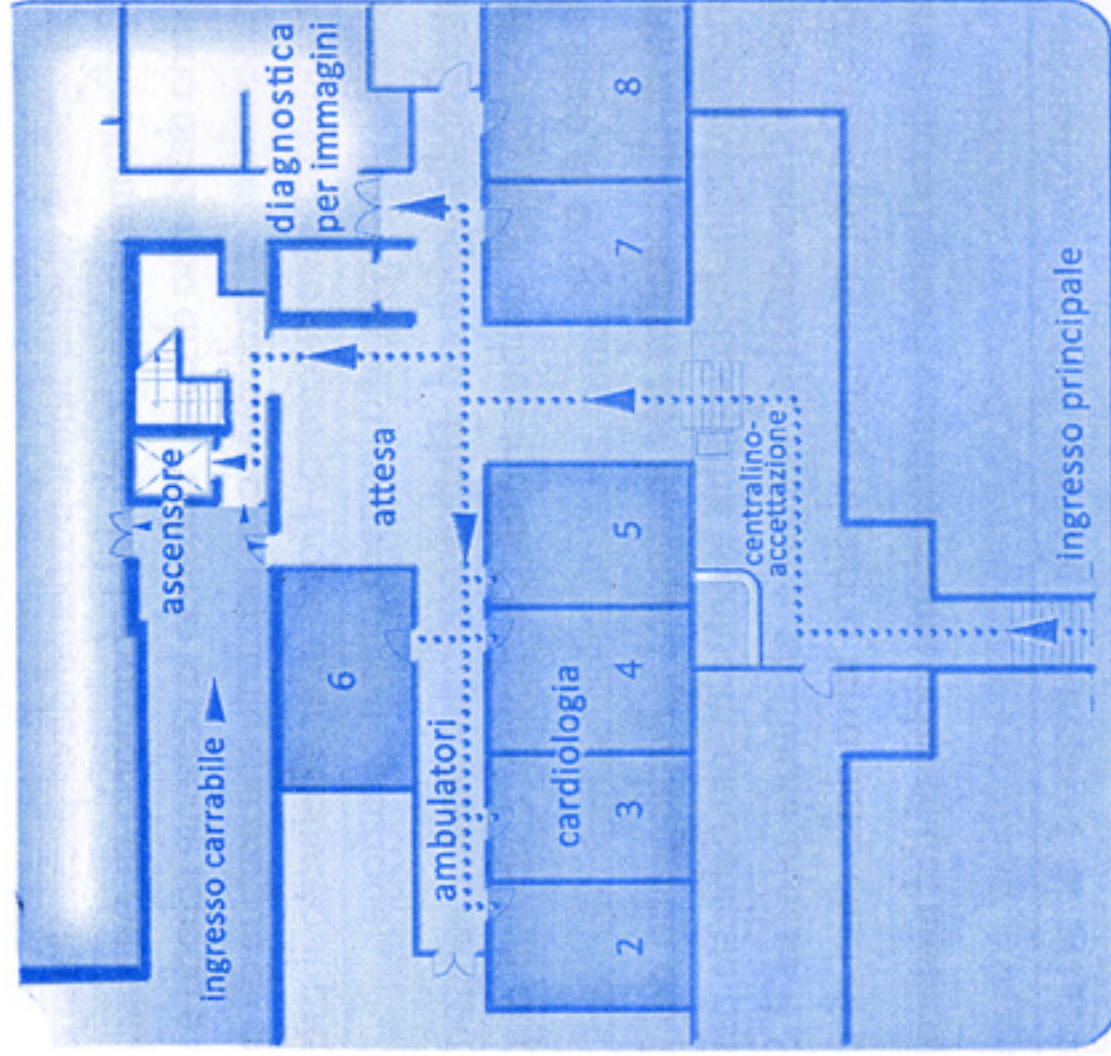 ingresso carrabile
ascensore
diagnostica
per immagini
6
attesa
ambulatori
cardiologia
2
3
4
5
7
8
centralino-
accettazione
ingresso principale